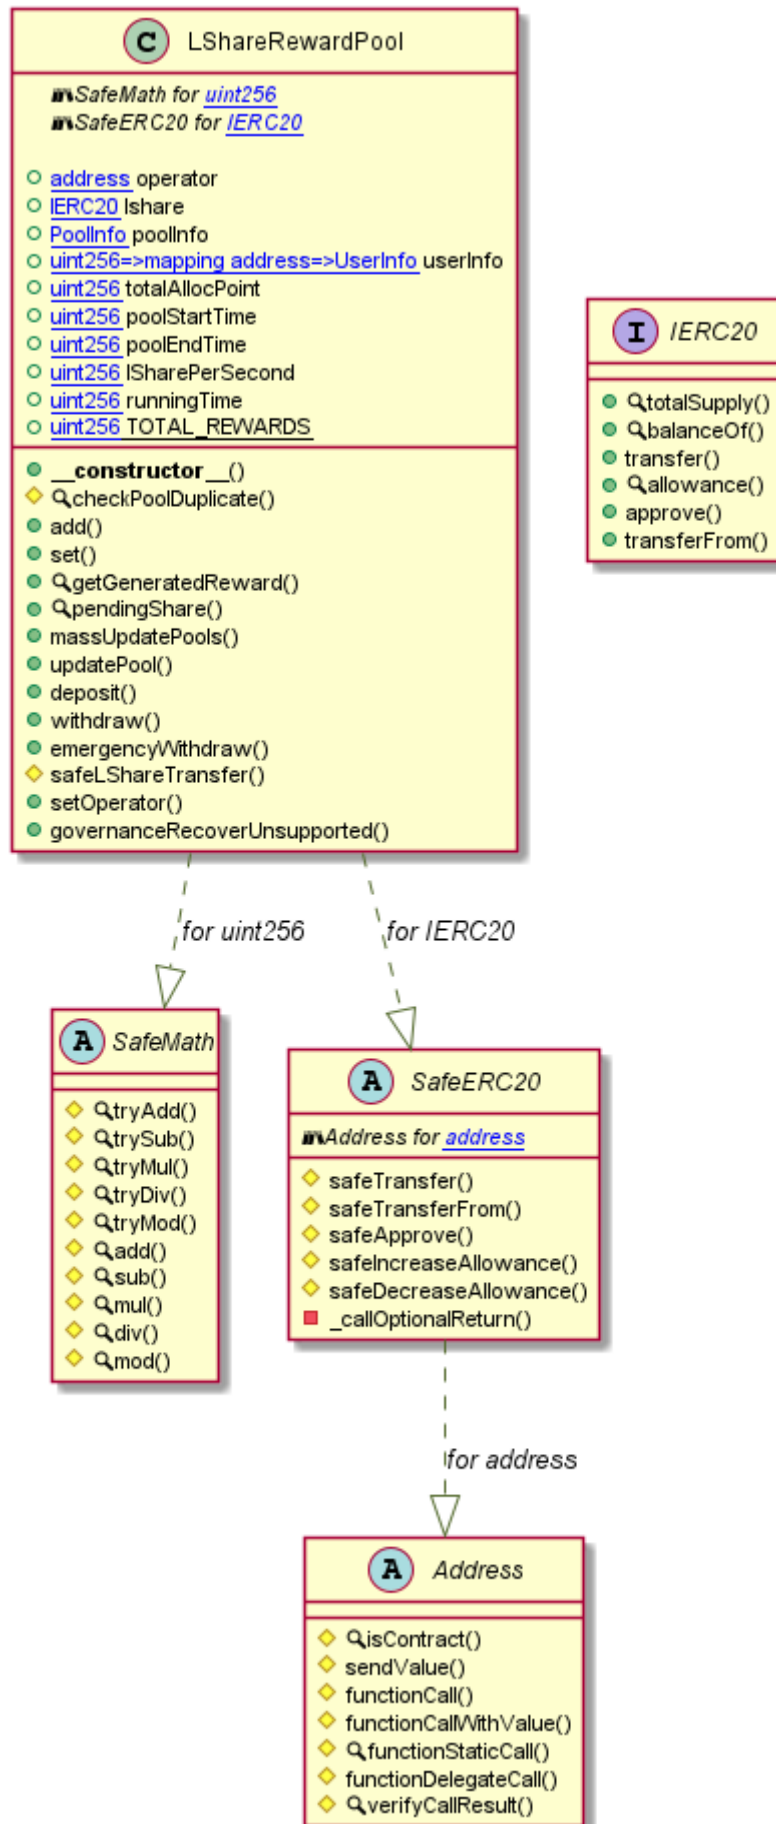 C LShareRewardPool
SafeMath for uint256
SafeERC20 for IERC20
address operator
IERC20 lshare
PoolInfo poolInfo
uint256=>mapping address=>UserInfo userInfo
uint256 totalAllocPoint
uint256 poolStartTime
uint256 poolEndTime
uint256 lSharePerSecond
uint256 runningTime
uint256 TOTAL_REWARDS
__constructor__()
checkPoolDuplicate()
add()
set()
getGeneratedReward()
pendingShare()
massUpdatePools()
updatePool()
deposit()
withdraw()
emergencyWithdraw()
safeLShareTransfer()
setOperator()
governanceRecoverUnsupported()
I IERC20
totalSupply()
balanceOf()
transfer()
allowance()
approve()
transferFrom()
for uint256
for IERC20
A SafeMath
tryAdd()
trySub()
tryMul()
tryDiv()
tryMod()
add()
sub()
mul()
div()
mod()
A SafeERC20
Address for address
safeTransfer()
safeTransferFrom()
safeApprove()
safeIncreaseAllowance()
safeDecreaseAllowance()
_callOptionalReturn()
for address
A Address
isContract()
sendValue()
functionCall()
functionCallWithValue()
functionStaticCall()
functionDelegateCall()
verifyCallResult()